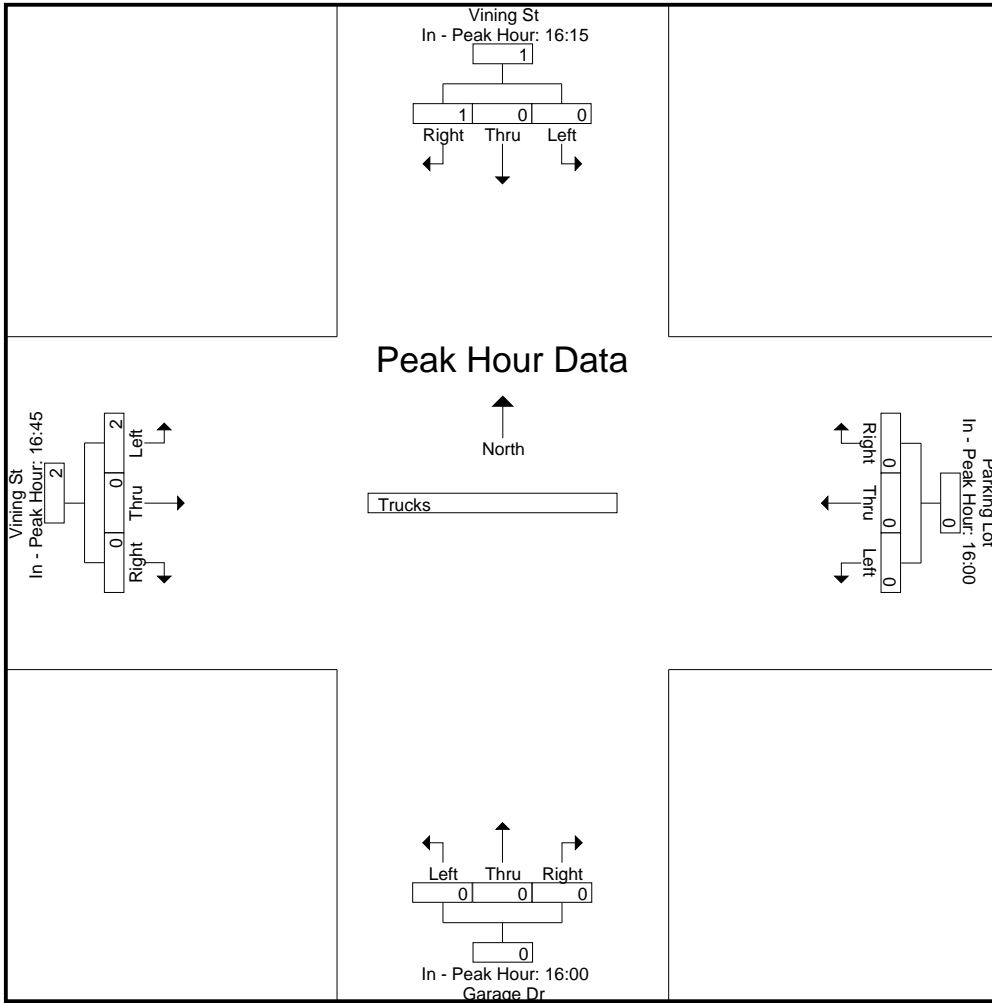 Vining St
In - Peak Hour: 16:15
1
1 0 0
Right Thru Left
Peak Hour Data
North
Trucks
Vining St
In - Peak Hour: 16:45
2
2 0 0
Left Thru Right
Parking Lot
In - Peak Hour: 16:00
0
0 0 0
Right Thru Left
Left Thru Right
0 0 0
0
In - Peak Hour: 16:00
Garage Dr